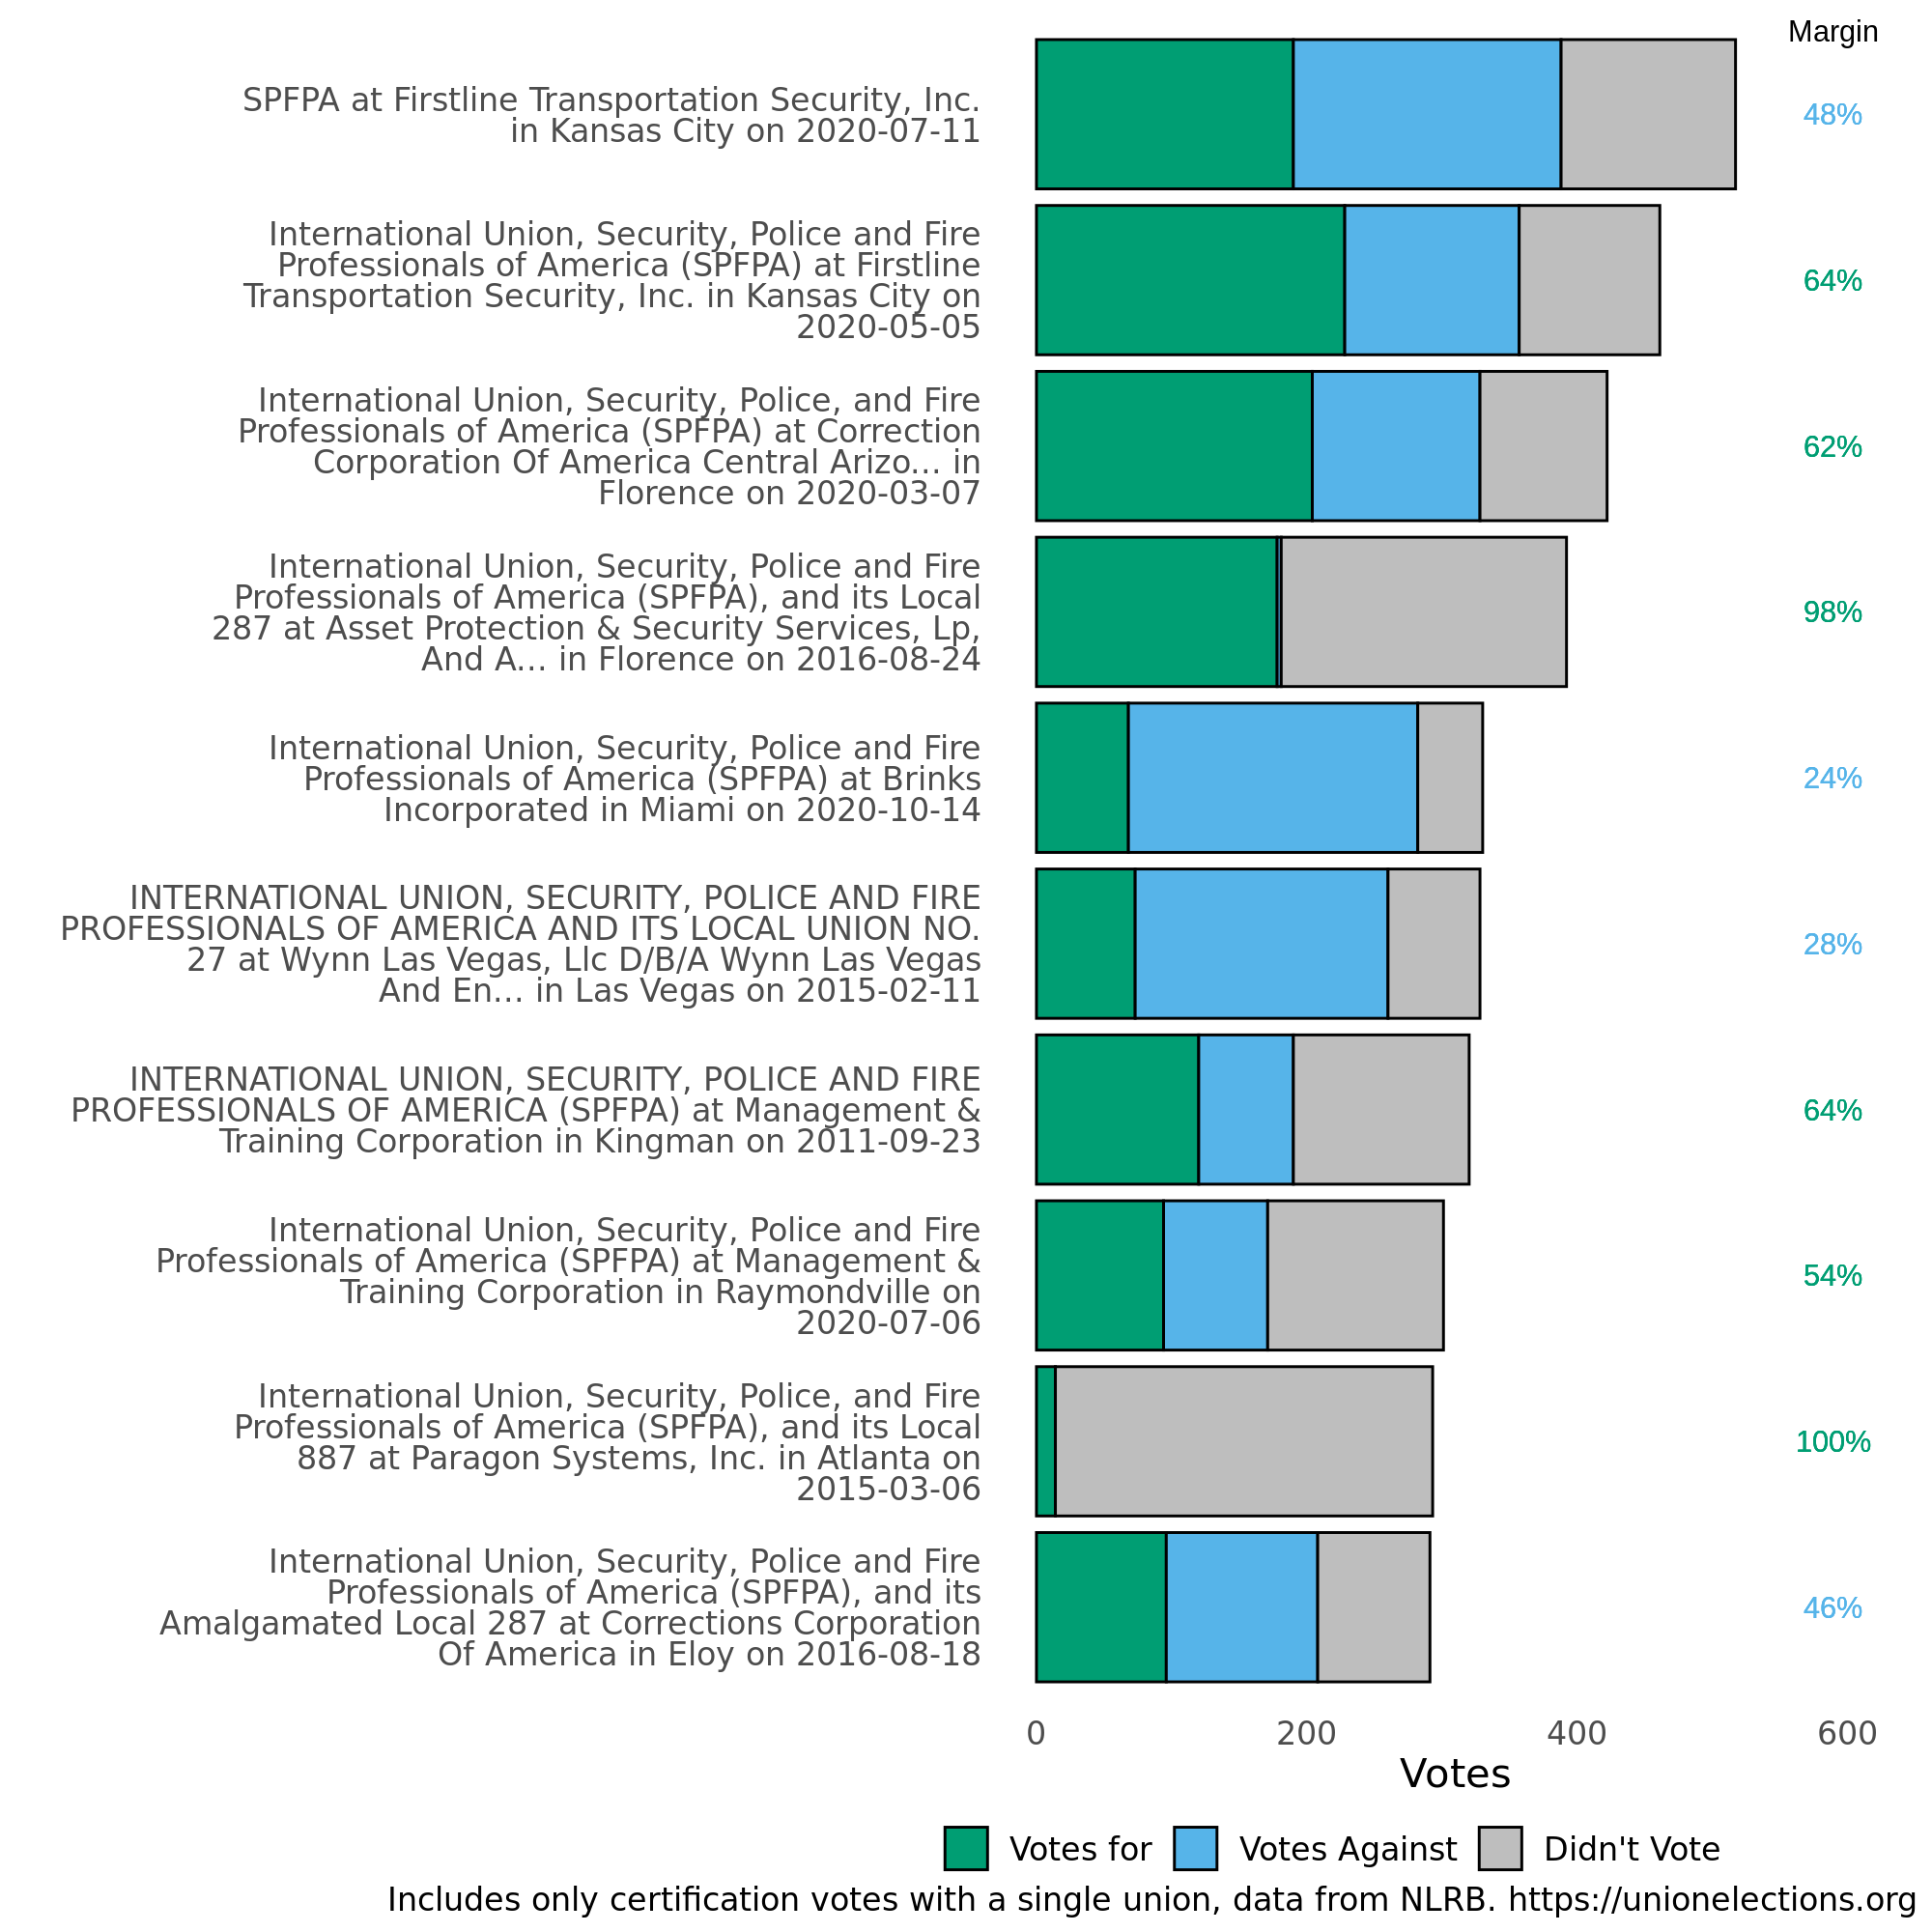 Margin
SPFPA at Firstline Transportation Security, Inc.
in Kansas City on 2020-07-11
48%
International Union, Security, Police and Fire
Professionals of America (SPFPA) at Firstline
Transportation Security, Inc. in Kansas City on
2020-05-05
64%
International Union, Security, Police, and Fire
Professionals of America (SPFPA) at Correction
Corporation Of America Central Arizo... in
Florence on 2020-03-07
62%
International Union, Security, Police and Fire
Professionals of America (SPFPA), and its Local
287 at Asset Protection & Security Services, Lp,
And A... in Florence on 2016-08-24
98%
International Union, Security, Police and Fire
Professionals of America (SPFPA) at Brinks
Incorporated in Miami on 2020-10-14
24%
INTERNATIONAL UNION, SECURITY, POLICE AND FIRE
PROFESSIONALS OF AMERICA AND ITS LOCAL UNION NO.
27 at Wynn Las Vegas, Llc D/B/A Wynn Las Vegas
And En... in Las Vegas on 2015-02-11
28%
INTERNATIONAL UNION, SECURITY, POLICE AND FIRE
PROFESSIONALS OF AMERICA (SPFPA) at Management &
Training Corporation in Kingman on 2011-09-23
64%
International Union, Security, Police and Fire
Professionals of America (SPFPA) at Management &
Training Corporation in Raymondville on
2020-07-06
54%
International Union, Security, Police, and Fire
Professionals of America (SPFPA), and its Local
887 at Paragon Systems, Inc. in Atlanta on
2015-03-06
100%
International Union, Security, Police and Fire
Professionals of America (SPFPA), and its
Amalgamated Local 287 at Corrections Corporation
Of America in Eloy on 2016-08-18
46%
0 200 400 600
Votes
Votes for Votes Against Didn't Vote
Includes only certification votes with a single union, data from NLRB. https://unionelections.org